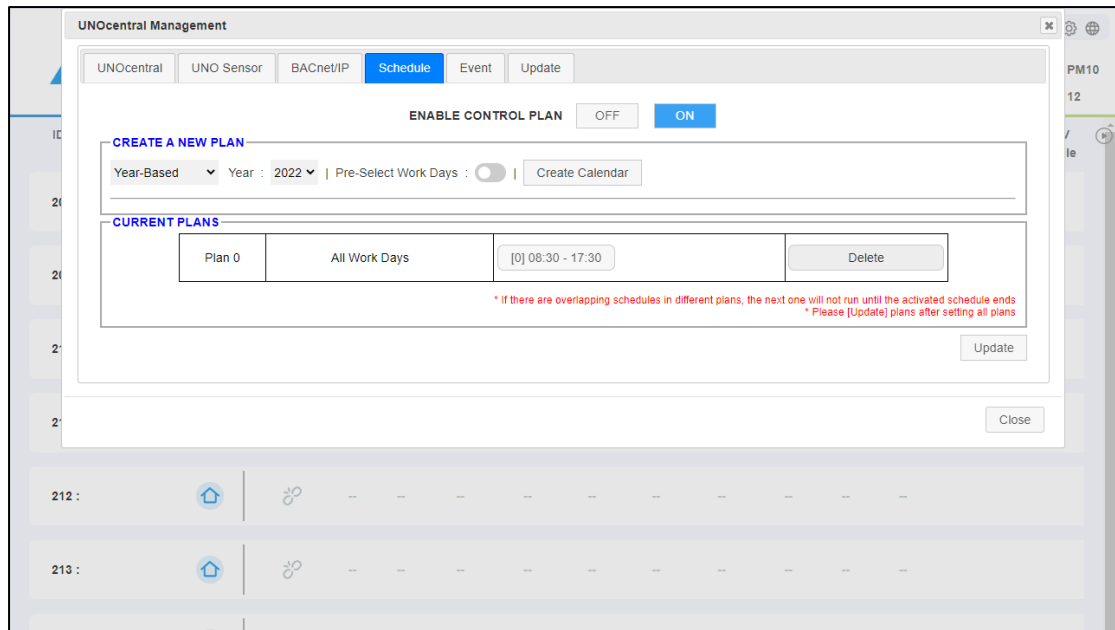 UNOcentral Management
UNOcentral UNO Sensor BACnet/IP Schedule Event Update
PM10
12
ENABLE CONTROL PLAN OFF ON
CREATE A NEW PLAN
Year-Based Year : 2022 | Pre-Select Work Days : | Create Calendar
CURRENT PLANS
Plan 0 All Work Days [0] 08:30 - 17:30 Delete
* If there are overlapping schedules in different plans, the next one will not run until the activated schedule ends
* Please [Update] plans after setting all plans
Update
Close
212 : -- -- -- -- -- -- -- -- -- --
213 : -- -- -- -- -- -- -- -- -- --